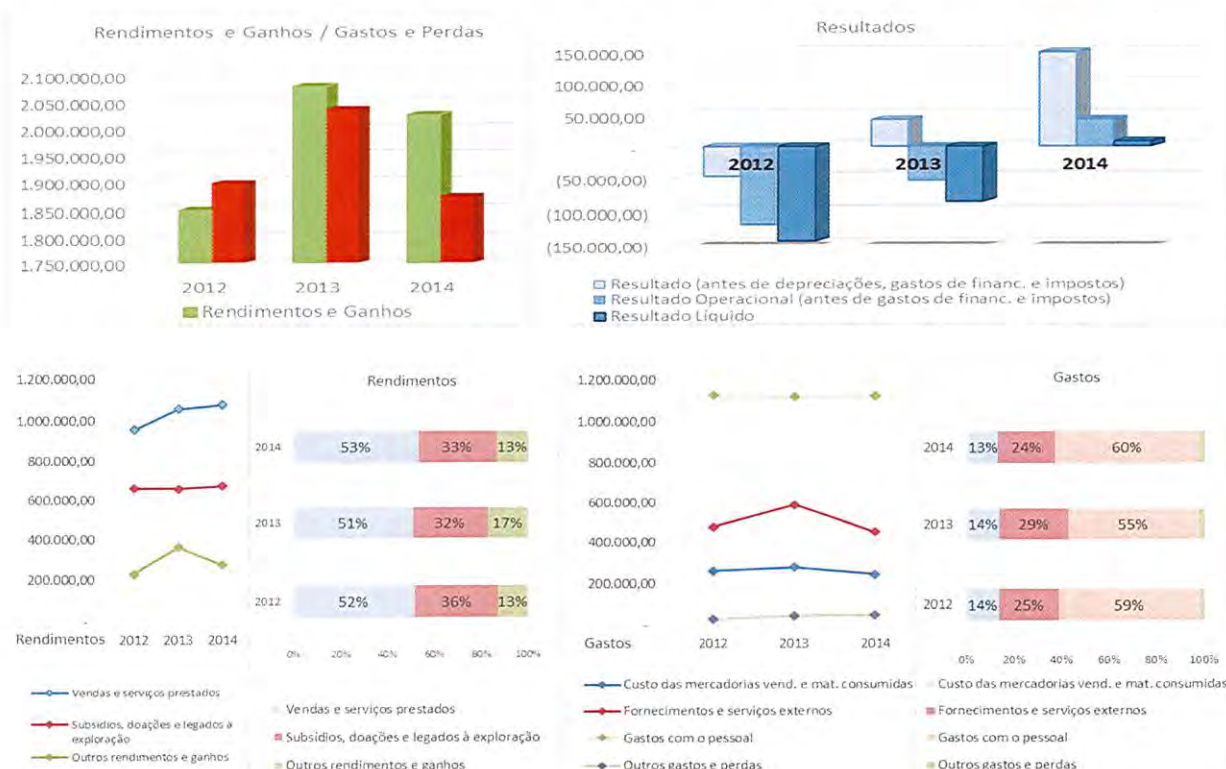 Rendimentos e Ganhos / Gastos e Perdas
2.100.000,00
2.050.000,00
2.000.000,00
1.950.000,00
1.900.000,00
1.850.000,00
1.800.000,00
1.750.000,00
2012 2013 2014
Rendimentos e Ganhos
Resultados
150.000,00
100.000,00
50.000,00
-
(50.000,00)
(100.000,00)
(150.000,00)
2012 2013 2014
Resultado (antes de depreciações, gastos de financ. e impostos)
Resultado Operacional (antes de gastos de financ. e impostos)
Resultado Líquido
1.200.000,00
1.000.000,00
800.000,00
600.000,00
400.000,00
200.000,00
-
Rendimentos 2012 2013 2014
Vendas e serviços prestados
Subsídios, doações e legados à
exploração
Outros rendimentos e ganhos
Rendimentos
2014 53% 33% 13%
2013 51% 32% 17%
2012 52% 36% 13%
0% 20% 40% 60% 80% 100%
Vendas e serviços prestados
Subsídios, doações e legados à exploração
Outros rendimentos e ganhos
1.200.000,00
1.000.000,00
800.000,00
600.000,00
400.000,00
200.000,00
-
Gastos 2012 2013 2014
Custo das mercadorias vend. e mat. consumidas
Fornecimentos e serviços externos
Gastos com o pessoal
Outros gastos e perdas
Gastos
2014 13% 24% 60%
2013 14% 29% 55%
2012 14% 25% 59%
0% 20% 40% 60% 80% 100%
Custo das mercadorias vend. e mat. consumidas
Fornecimentos e serviços externos
Gastos com o pessoal
Outros gastos e perdas